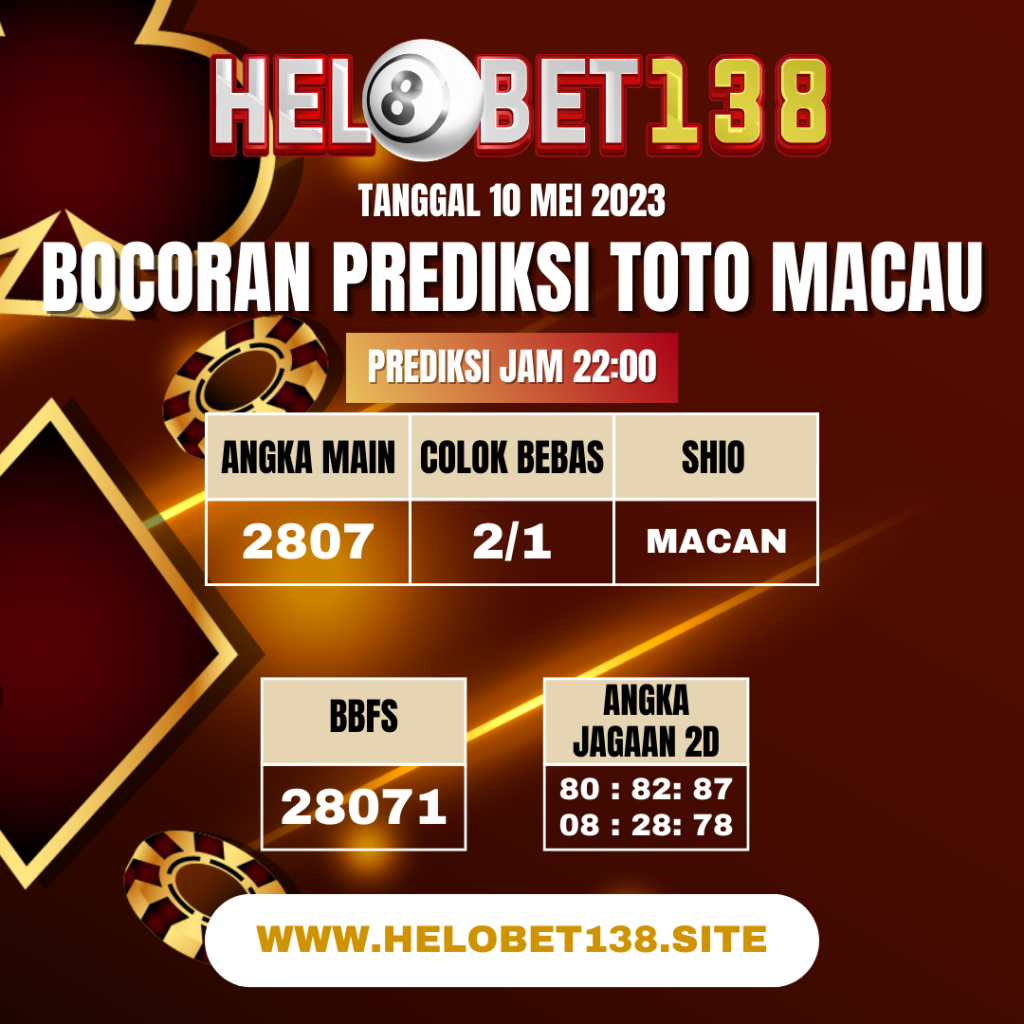 HELOBET138
TANGGAL 10 MEI 2023
BOCORAN PREDIKSI TOTO MACAU
PREDIKSI JAM 22:00
ANGKA MAIN COLOK BEBAS SHIO
2807 2/1 MACAN
BBFS
28071
ANGKA
JAGAAN 2D
80 : 82: 87
08 : 28: 78
WWW.HELOBET138.SITE